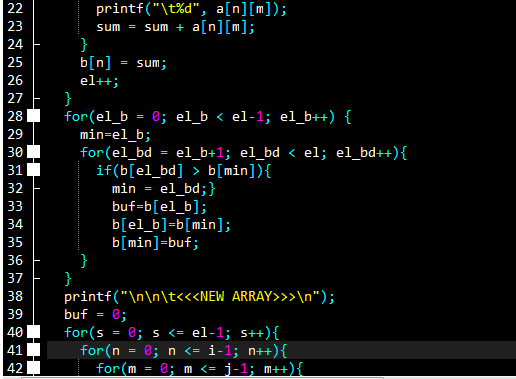 22 printf("\t%d", a[n][m]);
23 sum = sum + a[n][m];
24 }
25 b[n] = sum;
26 el++;
27 }
28 for(el_b = 0; el_b < el-1; el_b++) {
29 min=el_b;
30 for(el_bd = el_b+1; el_bd < el; el_bd++){
31 if(b[el_bd] > b[min]){
32 min = el_bd;}
33 buf=b[el_b];
34 b[el_b]=b[min];
35 b[min]=buf;
36 }
37 }
38 printf("\n\n\t<<<NEW ARRAY>>>\n");
39 buf = 0;
40 for(s = 0; s <= el-1; s++){
41 for(n = 0; n <= i-1; n++){
42 for(m = 0; m <= j-1; m++){